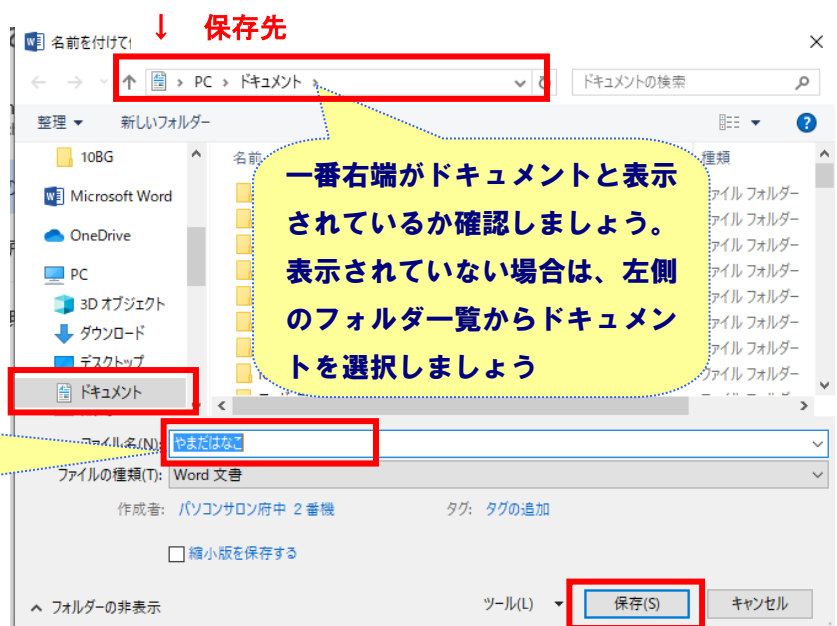 ↓ 保存先
名前を付けて
PC › ドキュメント ›
ドキュメントの検索
整理 ▼ 新しいフォルダー
10BG
名前
種類
Microsoft Word
OneDrive
PC
3D オブジェクト
ダウンロード
デスクトップ
ドキュメント
一番右端がドキュメントと表示
されているか確認しましょう。
表示されていない場合は、左側
のフォルダ一覧からドキュメン
トを選択しましょう
ファイル フォルダー
ファイル フォルダー
ファイル フォルダー
ファイル フォルダー
ファイル フォルダー
ファイル フォルダー
ファイル フォルダー
ファイル フォルダー
ファイル名(N): やまだはなこ
ファイルの種類(T): Word 文書
作成者: パソコンサロン府中 2番機 タグ: タグの追加
縮小版を保存する
フォルダーの非表示 ツール(L) ▼ 保存(S) キャンセル